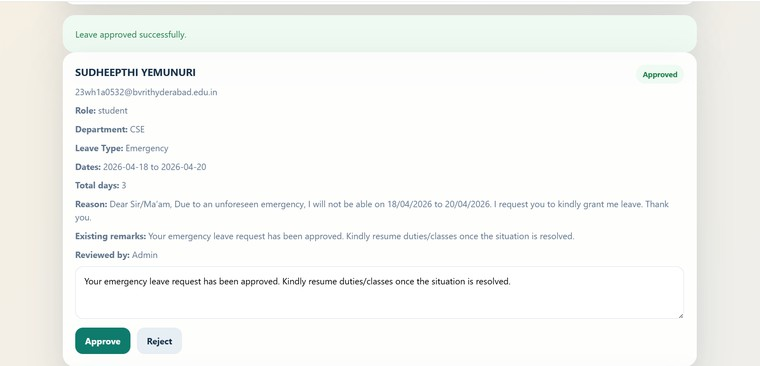 Leave approved successfully.
SUDHEEPTHI YEMUNURI
Approved
23wh1a0532@bvrithyderabad.edu.in
Role: student
Department: CSE
Leave Type: Emergency
Dates: 2026-04-18 to 2026-04-20
Total days: 3
Reason: Dear Sir/Ma'am, Due to an unforeseen emergency, I will not be able on 18/04/2026 to 20/04/2026. I request you to kindly grant me leave. Thank
you.
Existing remarks: Your emergency leave request has been approved. Kindly resume duties/classes once the situation is resolved.
Reviewed by: Admin
Your emergency leave request has been approved. Kindly resume duties/classes once the situation is resolved.
Approve Reject